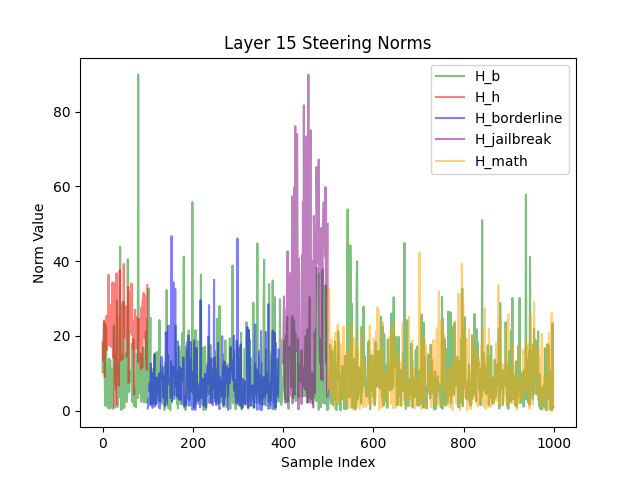 Layer 15 Steering Norms
H_b
H_h
H_borderline
H_jailbreak
H_math
Norm Value
80
60
40
20
0
0
200
400
600
800
1000
Sample Index